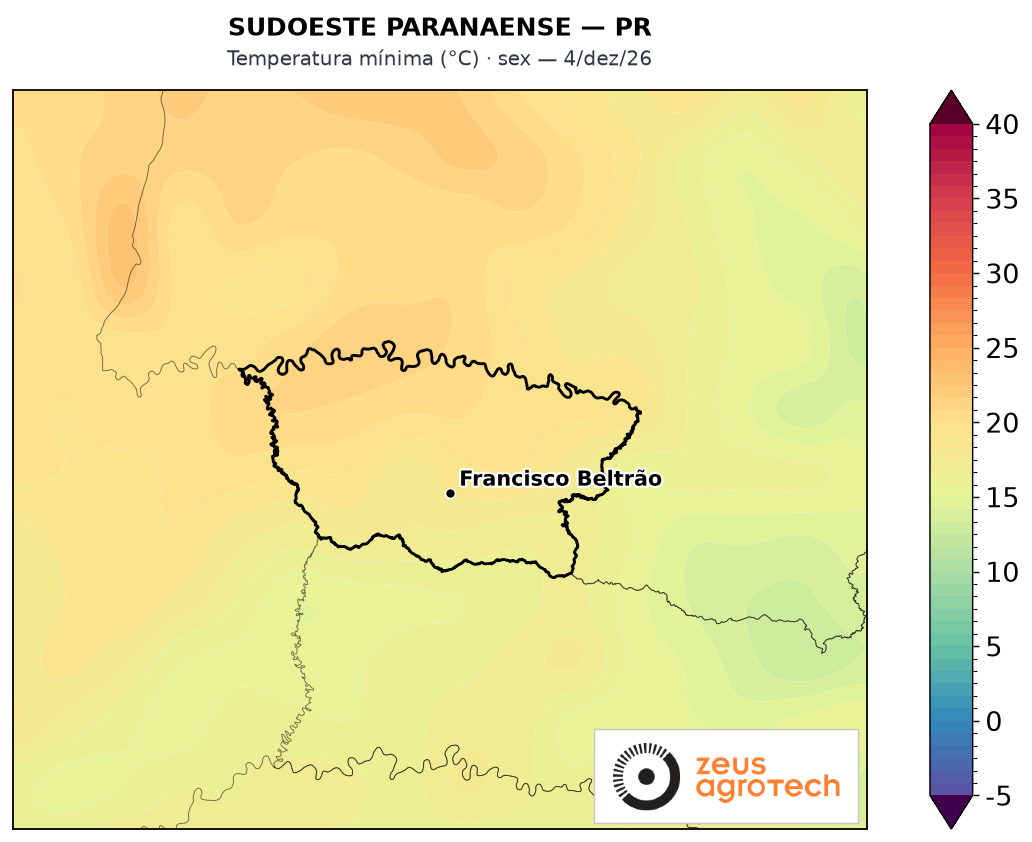 SUDOESTE PARANAENSE — PR
Temperatura mínima (°C) · sex — 4/dez/26
40
35
30
25
20
15
10
5
0
-5
Francisco Beltrão
zeus
agrotech